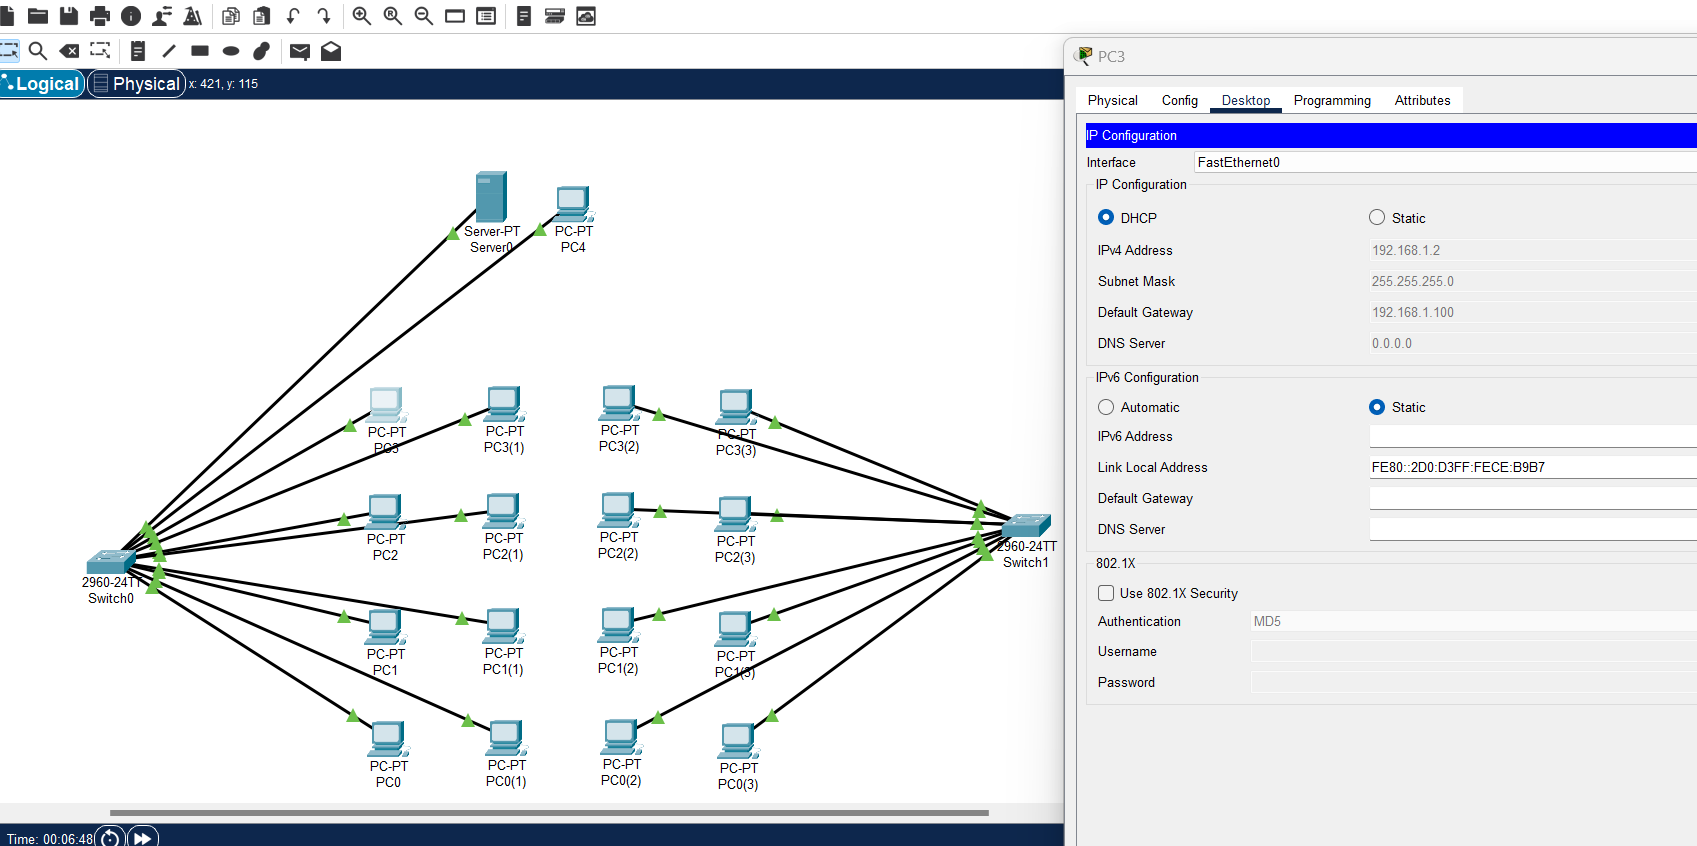 PC3
Logical
Physical
x: 421, y: 115
Physical
Config
Desktop
Programming
Attributes
IP Configuration
Interface
FastEthernet0
IP Configuration
DHCP
Static
IPv4 Address
192.168.1.2
Subnet Mask
255.255.255.0
Default Gateway
192.168.1.100
DNS Server
0.0.0.0
IPv6 Configuration
Automatic
Static
IPv6 Address
Link Local Address
FE80::2D0:D3FF:FECE:B9B7
Default Gateway
DNS Server
802.1X
Use 802.1X Security
Authentication
MD5
Username
Password
Server-PT
Server0
PC-PT
PC4
PC-PT
PC3
PC-PT
PC3(1)
PC-PT
PC3(2)
PC-PT
PC3(3)
PC-PT
PC2
PC-PT
PC2(1)
PC-PT
PC2(2)
PC-PT
PC2(3)
2960-24TT
Switch0
2960-24TT
Switch1
PC-PT
PC1
PC-PT
PC1(1)
PC-PT
PC1(2)
PC-PT
PC1(3)
PC-PT
PC0
PC-PT
PC0(1)
PC-PT
PC0(2)
PC-PT
PC0(3)
Time: 00:06:48